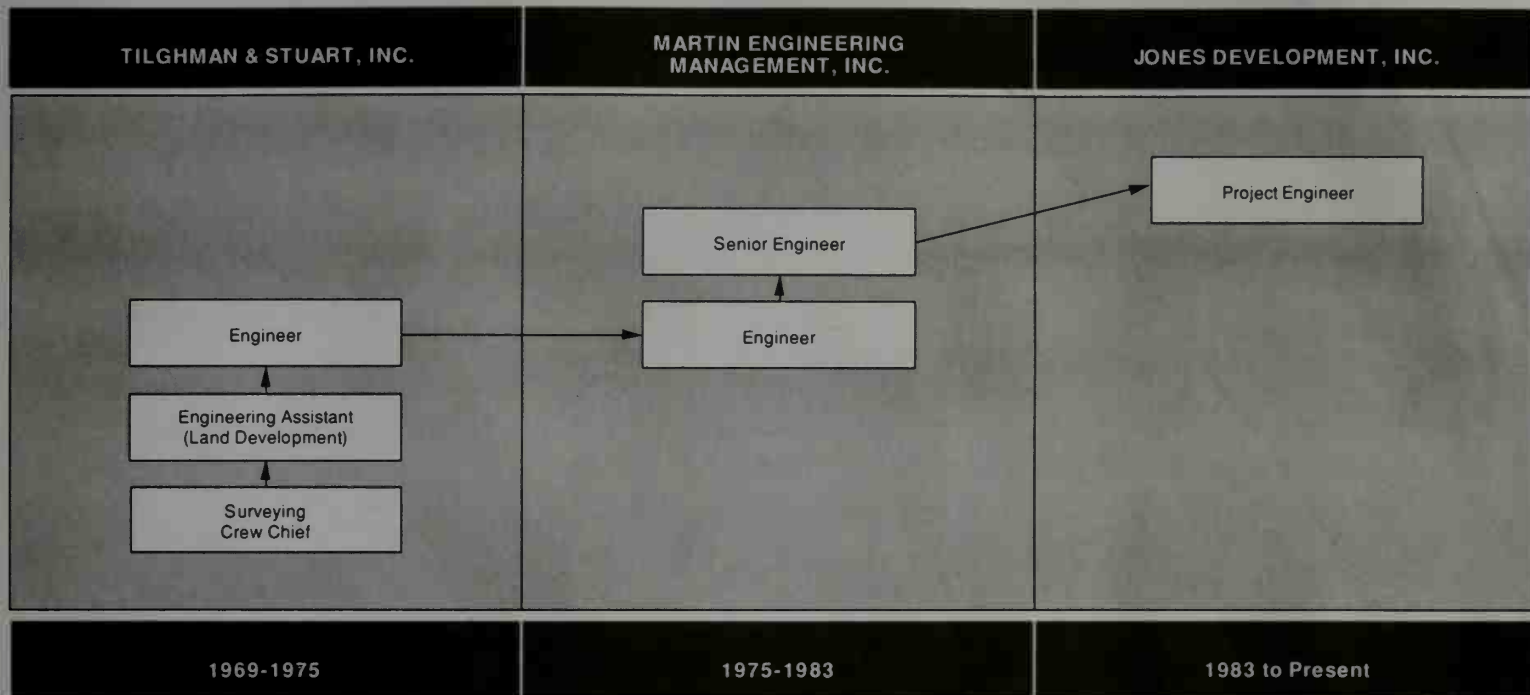 TILGHMAN & STUART, INC.
MARTIN ENGINEERING
MANAGEMENT, INC.
JONES DEVELOPMENT, INC.
Project Engineer
Senior Engineer
Engineer
Engineer
Engineering Assistant
(Land Development)
Surveying
Crew Chief
1969-1975
1975-1983
1983 to Present